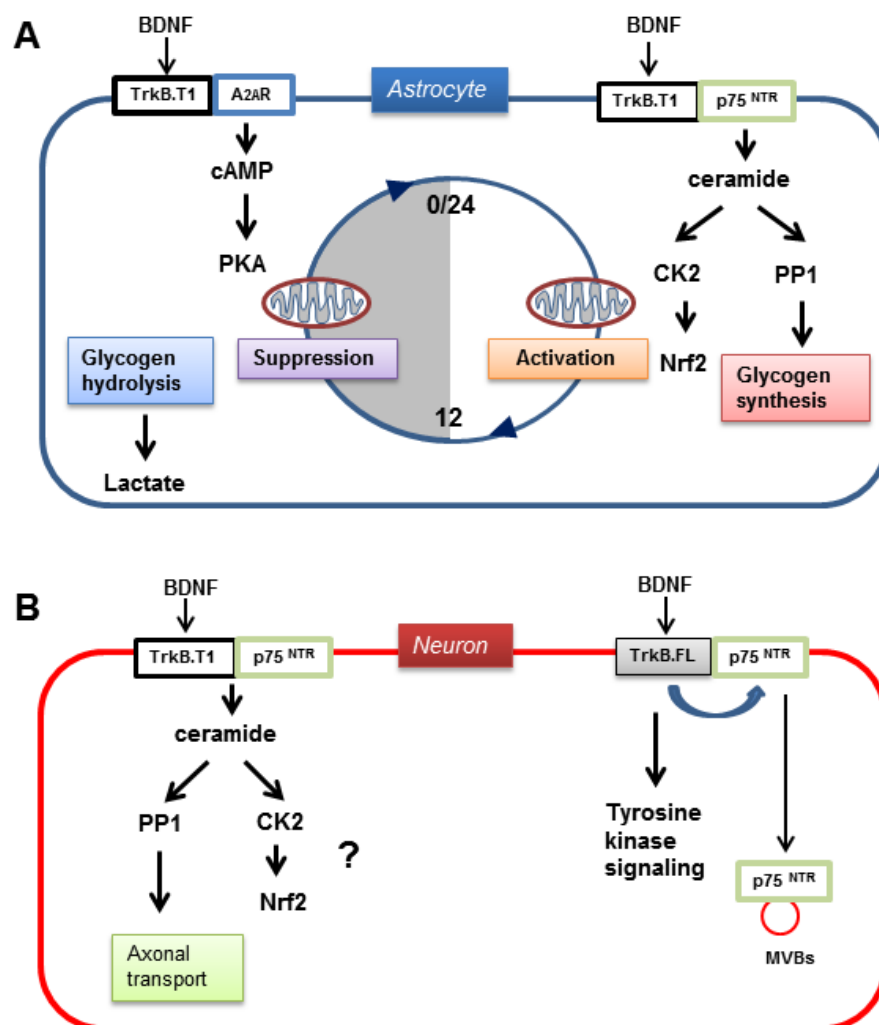 A
BDNF
BDNF
TrkB.T1
A2AR
Astrocyte
TrkB.T1
p75 NTR
cAMP
ceramide
0/24
PKA
CK2
PP1
Glycogen
hydrolysis
Suppression
Activation
Nrf2
Glycogen
synthesis
12
Lactate
B
BDNF
BDNF
TrkB.T1
p75 NTR
Neuron
TrkB.FL
p75 NTR
ceramide
PP1
CK2
?
Nrf2
Tyrosine
kinase
signaling
p75 NTR
Axonal
transport
MVBs